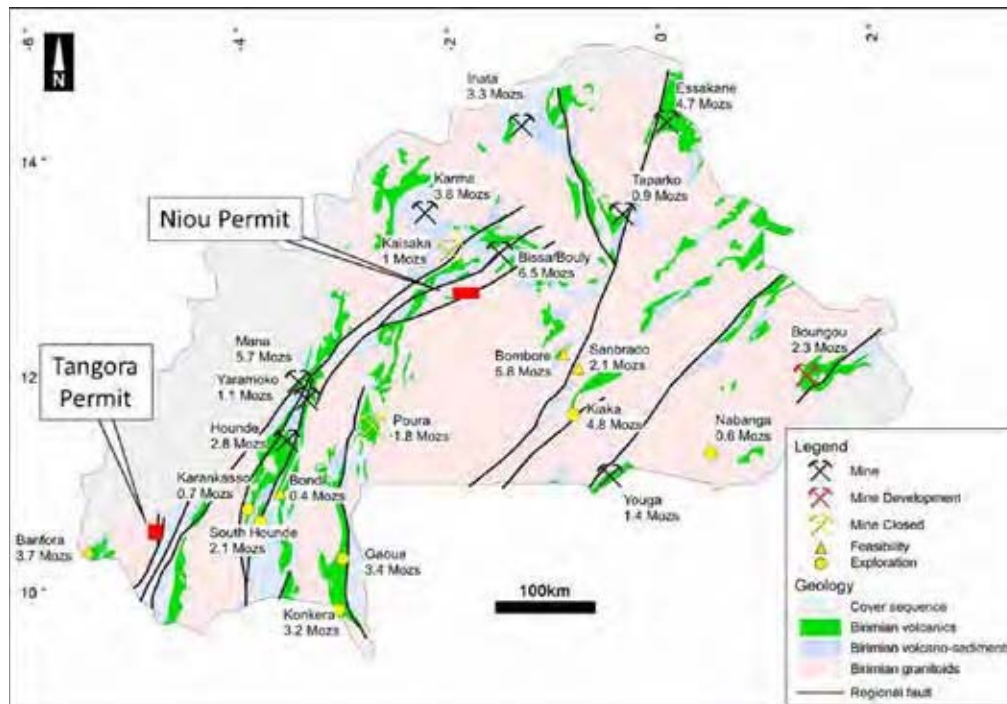 -6°
-4°
-2°
0°
2°
N
14°
12°
10°
Inata
3.3 Mozs
Essakane
4.7 Mozs
Karma
3.8 Mozs
Taparko
0.9 Mozs
Niou Permit
Kaisaka
1 Mozs
Bissa/Bouly
6.5 Mozs
Mana
5.7 Mozs
Yaramoko
1.1 Mozs
Bombore
5.8 Mozs
Sanbrado
2.1 Mozs
Boungou
2.3 Mozs
Tangora
Permit
Hounde
2.8 Mozs
Poura
1.8 Mozs
Kiaka
4.8 Mozs
Nabanga
0.6 Mozs
Karankasso
0.7 Mozs
Bondi
0.4 Mozs
Youga
1.4 Mozs
Banfora
3.7 Mozs
South Hounde
2.1 Mozs
Gaoua
3.4 Mozs
Konkera
3.2 Mozs
100km
Legend
Mine
Mine Development
Mine Closed
Feasibility
Exploration
Geology
Cover sequence
Birimian volcanics
Birimian volcano-sediments
Birimian granitoids
Regional fault